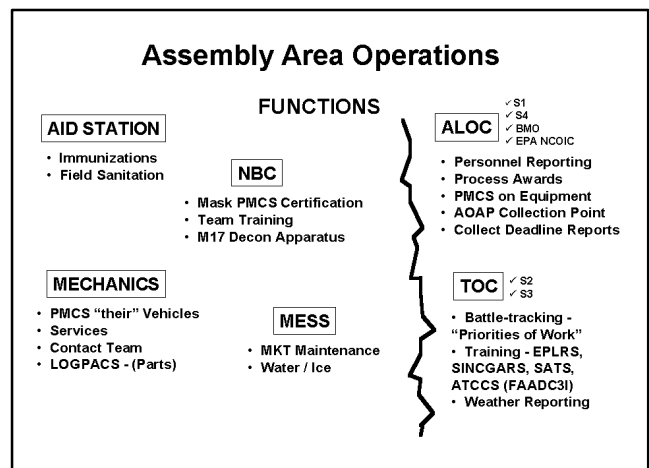 Assembly Area Operations
FUNCTIONS
AID STATION
• Immunizations
• Field Sanitation
NBC
• Mask PMCS Certification
• Team Training
• M17 Decon Apparatus
MECHANICS
• PMCS “their” Vehicles
• Services
• Contact Team
• LOGPACS - (Parts)
MESS
• MKT Maintenance
• Water / Ice
ALOC
✓ S1
✓ S4
✓ BMO
✓ EPA NCOIC
• Personnel Reporting
• Process Awards
• PMCS on Equipment
• AOAP Collection Point
• Collect Deadline Reports
TOC
✓ S2
✓ S3
• Battle-tracking -
“Priorities of Work”
• Training - EPLRS,
SINCGARS, SATS,
ATCCS (FAADC3I)
• Weather Reporting